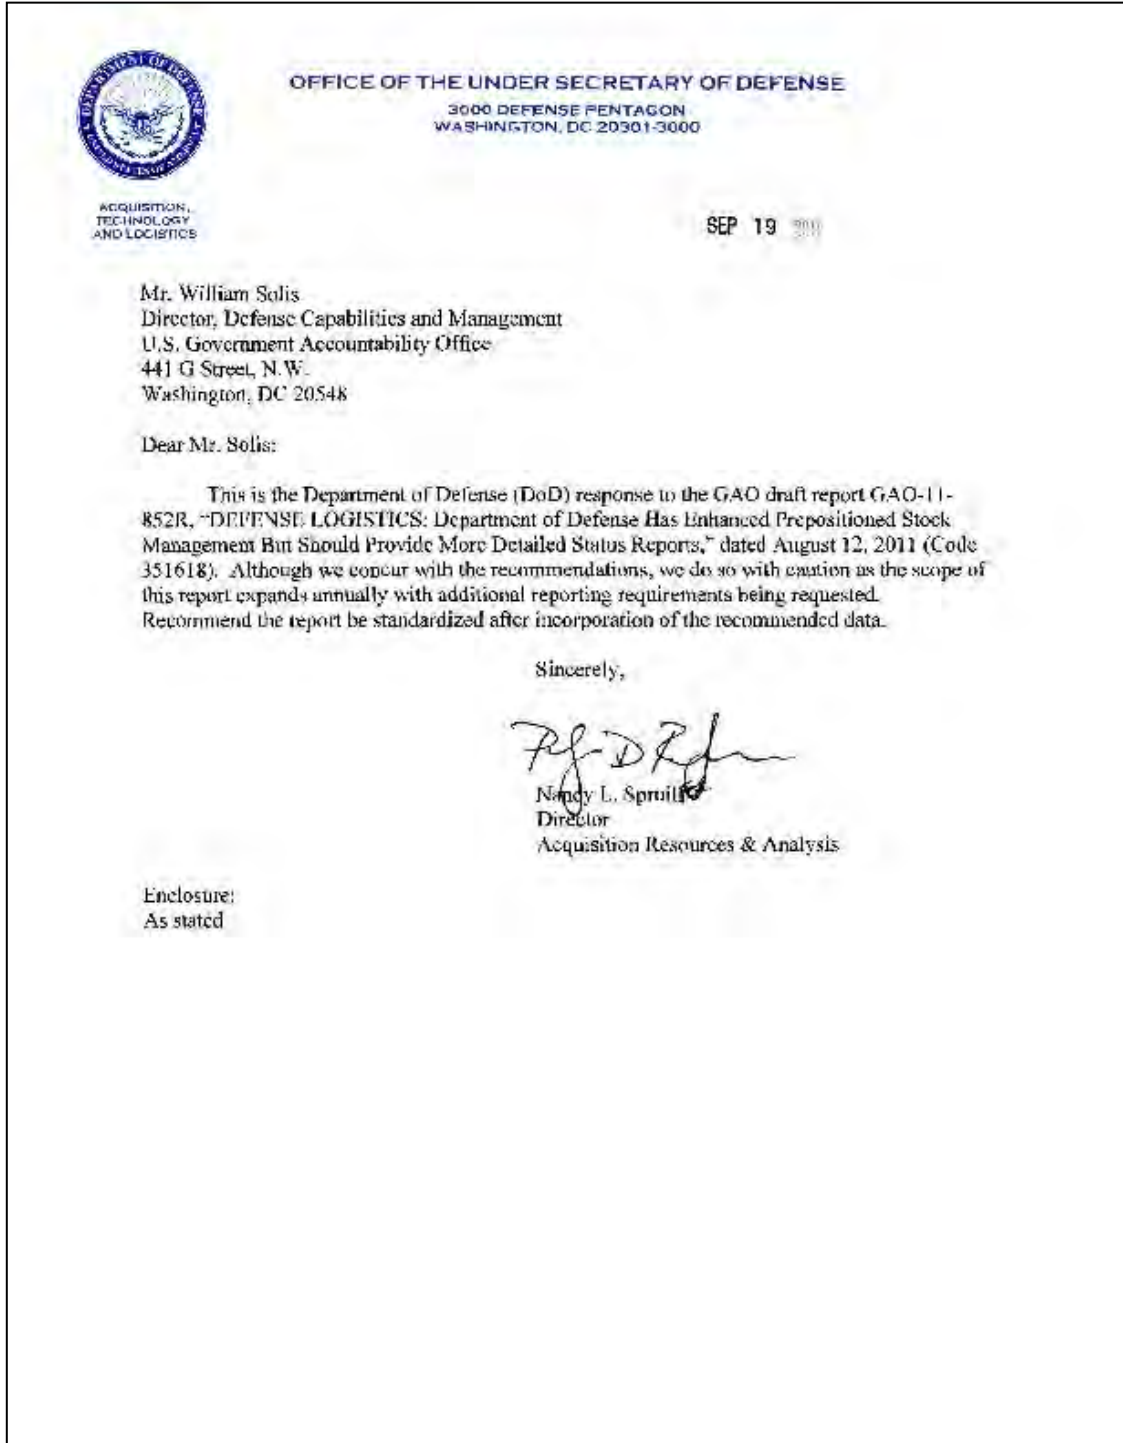 OFFICE OF THE UNDER SECRETARY OF DEFENSE
3000 DEFENSE PENTAGON
WASHINGTON, DC 20301-3000
ACQUISITION,
TECHNOLOGY
AND LOGISTICS
SEP 19
Mr. William Solis
Director, Defense Capabilities and Management
U.S. Government Accountability Office
441 G Street, N.W.
Washington, DC 20548
Dear Mr. Solis:
This is the Department of Defense (DoD) response to the GAO draft report GAO-11-
852R, "DEFENSE LOGISTICS: Department of Defense Has Enhanced Prepositioned Stock
Management But Should Provide More Detailed Status Reports," dated August 12, 2011 (Code
351618). Although we concur with the recommendations, we do so with caution as the scope of
this report expands annually with additional reporting requirements being requested.
Recommend the report be standardized after incorporation of the recommended data.
Sincerely,
Nancy L. Spruill
Director
Acquisition Resources & Analysis
Enclosure:
As stated